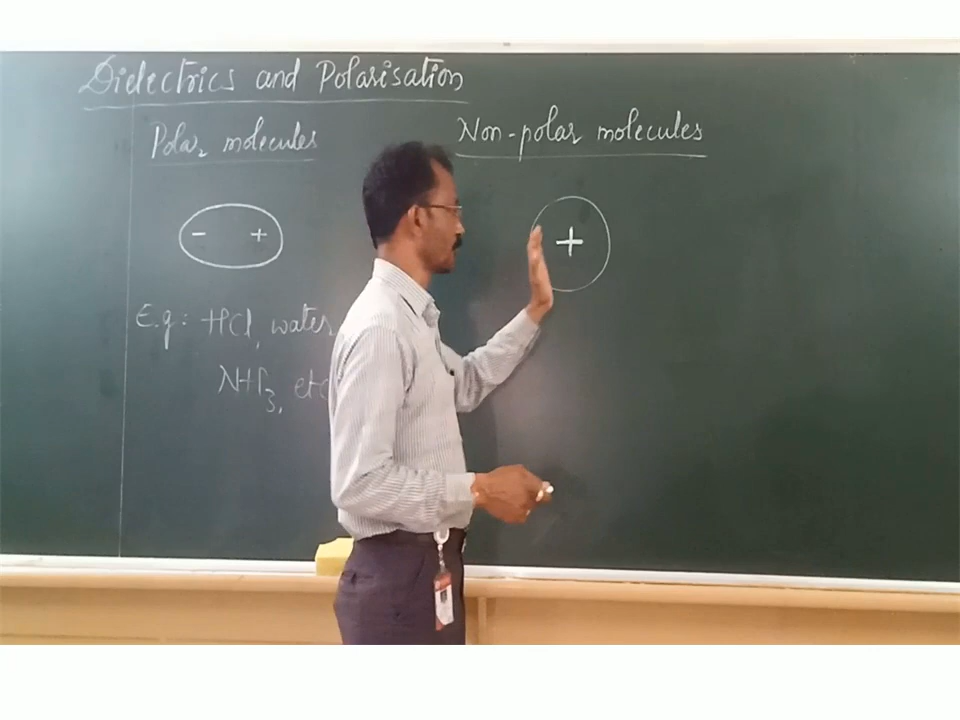 Dielectrics and Polarisation
Polar molecules
- +
E.g: HCl, water,
NH3, etc
Non-polar molecules
+